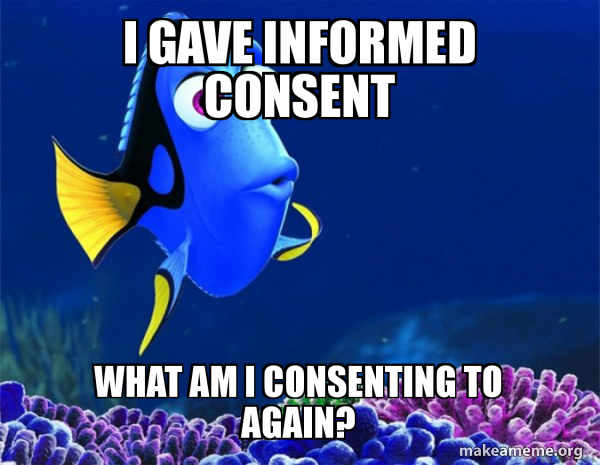 I GAVE INFORMED
CONSENT
WHAT AM I CONSENTING TO
AGAIN?
makeameme.org